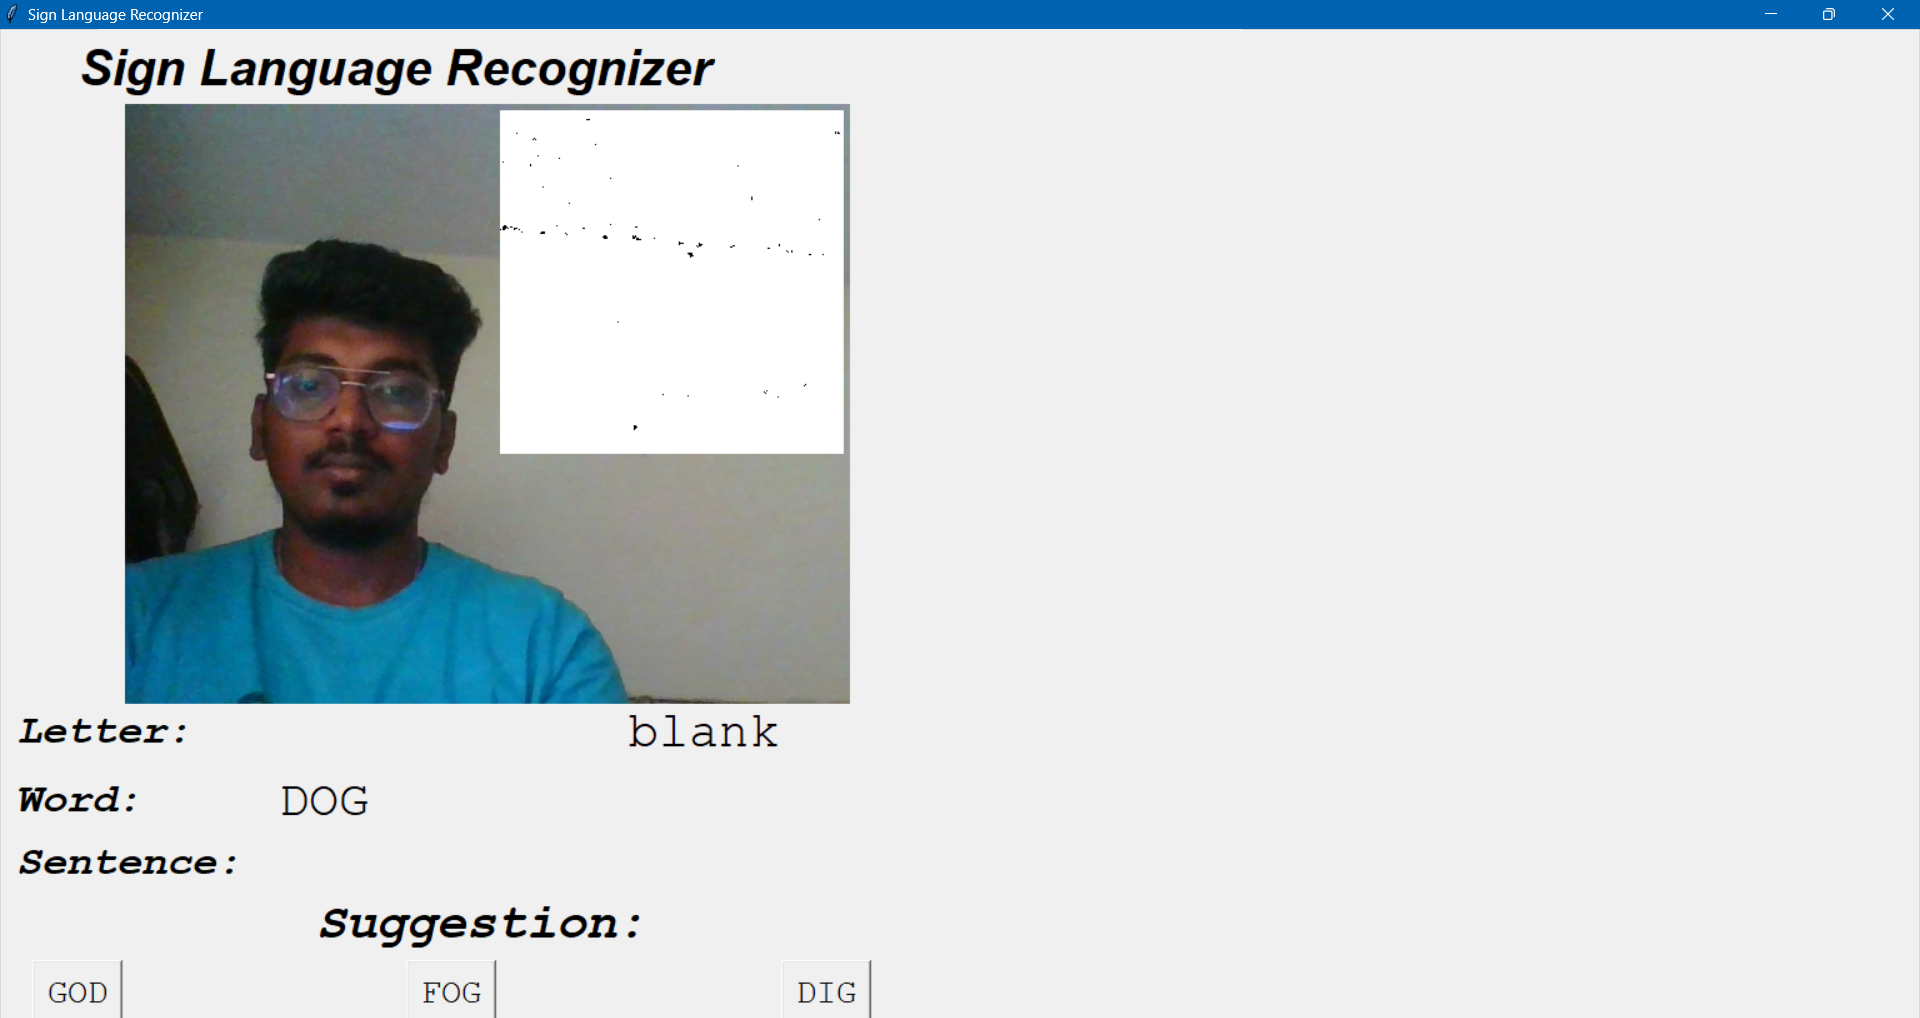 Sign Language Recognizer
Sign Language Recognizer
Letter: blank
Word: DOG
Sentence:
Suggestion:
GOD FOG DIG